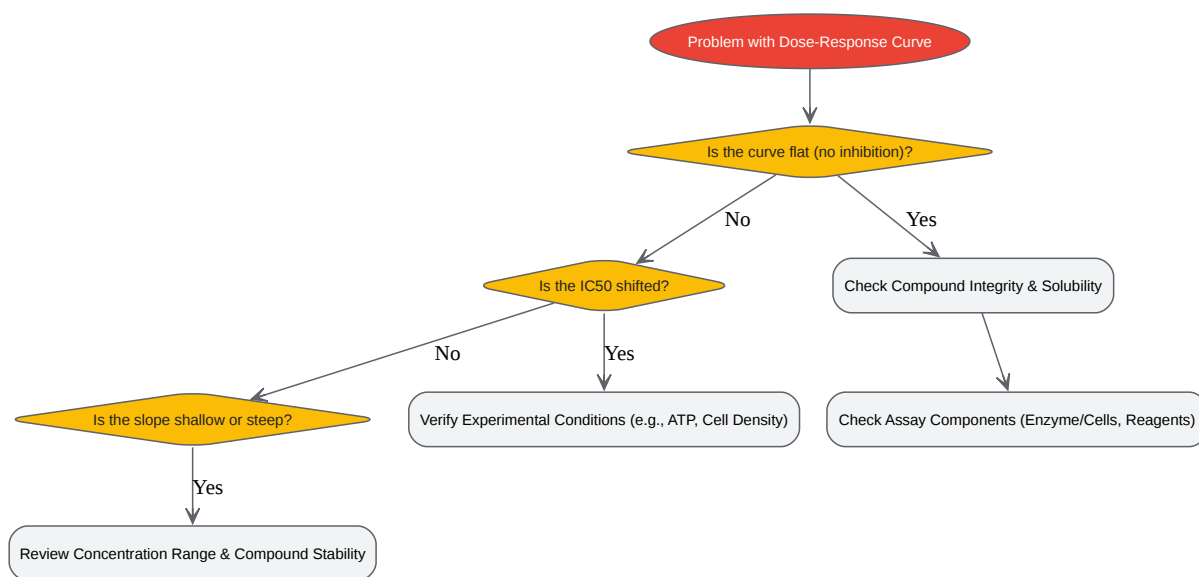 Problem with Dose-Response Curve
Is the curve flat (no inhibition)?
No
Yes
Is the IC50 shifted?
Check Compound Integrity & Solubility
No
Yes
Is the slope shallow or steep?
Verify Experimental Conditions (e.g., ATP, Cell Density)
Check Assay Components (Enzyme/Cells, Reagents)
Yes
Review Concentration Range & Compound Stability